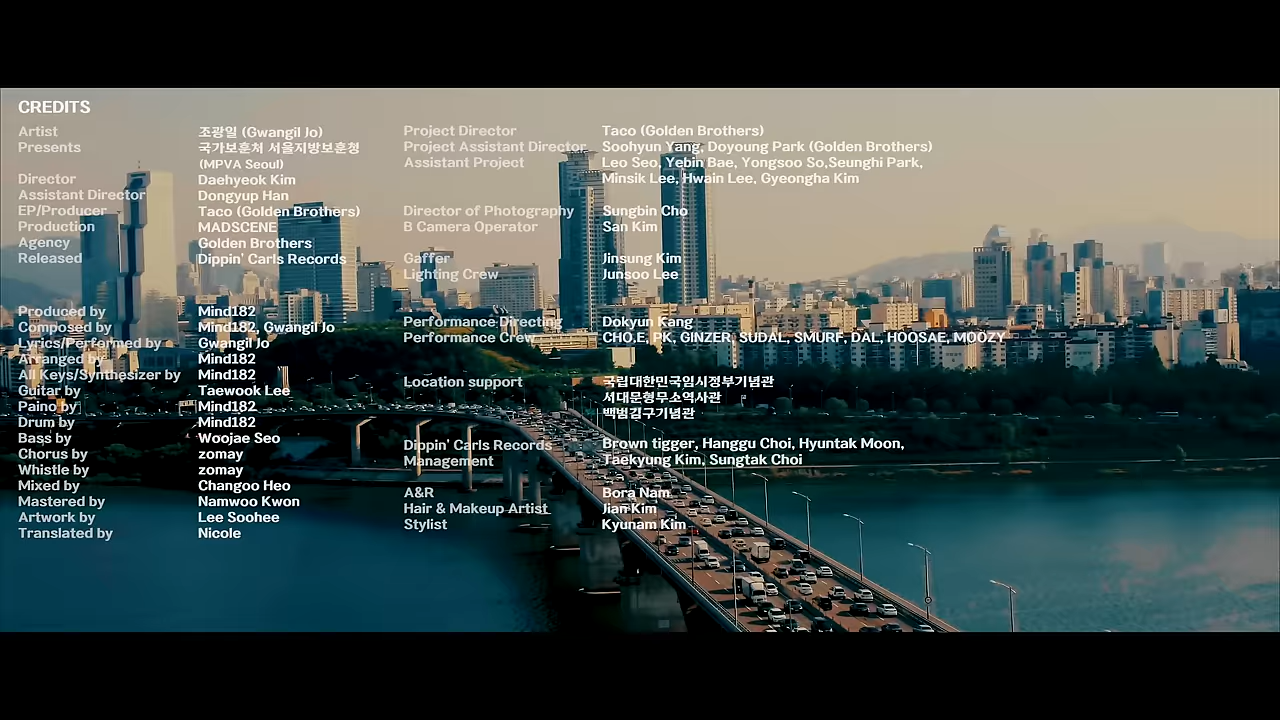 CREDITS
Artist 조광일 (Gwangil Jo)
Presents 국가보훈처 서울지방보훈청
(MPVA Seoul)
Director Daehyeok Kim
Assistant Director Dongyup Han
EP/Producer Taco (Golden Brothers)
Production MADSCENE
Agency Golden Brothers
Released Dippin' Carls Records
Produced by Mind182
Composed by Mind182, Gwangil Jo
Lyrics/Performed by Gwangil Jo
Arranged by Mind182
All Keys/Synthesizer by Mind182
Guitar by Taewook Lee
Paino by Mind182
Drum by Mind182
Bass by Woojae Seo
Chorus by zomay
Whistle by zomay
Mixed by Changoo Heo
Mastered by Namwoo Kwon
Artwork by Lee Soohee
Translated by Nicole
Project Director Taco (Golden Brothers)
Project Assistant Director Soohyun Yang, Doyoung Park (Golden Brothers)
Assistant Project Leo Seo, Yebin Bae, Yongsoo So,Seunghi Park,
Minsik Lee, Hwain Lee, Gyeongha Kim
Director of Photography Sungbin Cho
B Camera Operator San Kim
Gaffer Jinsung Kim
Lighting Crew Junsoo Lee
Performance Directing Dokyun Kang
Performance Crew CHO.E, PK, GINZER, SUDAL, SMURF, DAL, HOOSAE, MOOZY
Location support 국립대한민국임시정부기념관
서대문형무소역사관
백범김구기념관
Dippin' Carls Records Brown tigger, Hanggu Choi, Hyuntak Moon,
Management Taekyung Kim, Sungtak Choi
A&R Bora Nam
Hair & Makeup Artist Jian Kim
Stylist Kyunam Kim